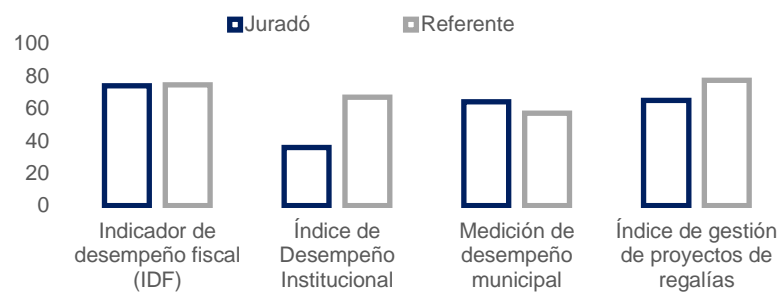 Juradó
Referente
100
80
60
40
20
0
Indicador de
desempeño fiscal
(IDF)
Índice de
Desempeño
Institucional
Medición de
desempeño
municipal
Índice de gestión
de proyectos de
regalías